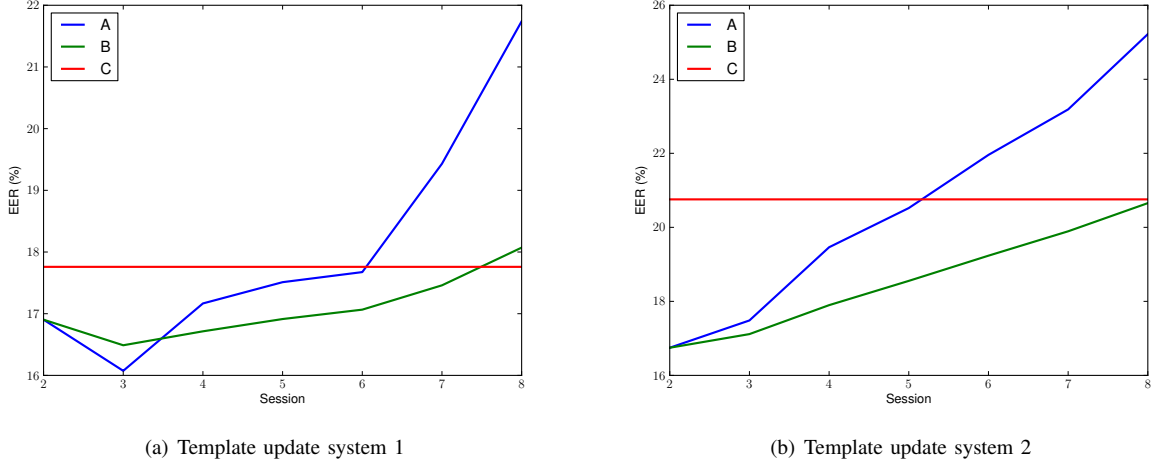 22
21
20
19
18
17
16
EER (%)
A
B
C
2 3 4 5 6 7 8
Session
(a) Template update system 1
26
24
22
20
18
16
EER (%)
A
B
C
2 3 4 5 6 7 8
Session
(b) Template update system 2